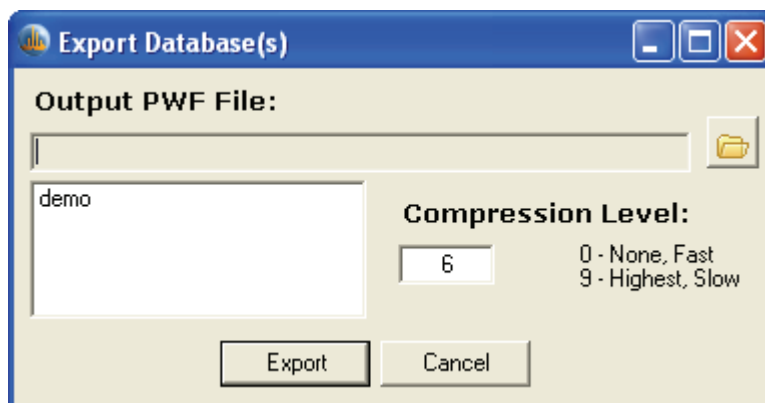 Export Database(s)
Output PWF File:
demo
Compression Level:
6
0 - None, Fast
9 - Highest, Slow
Export
Cancel